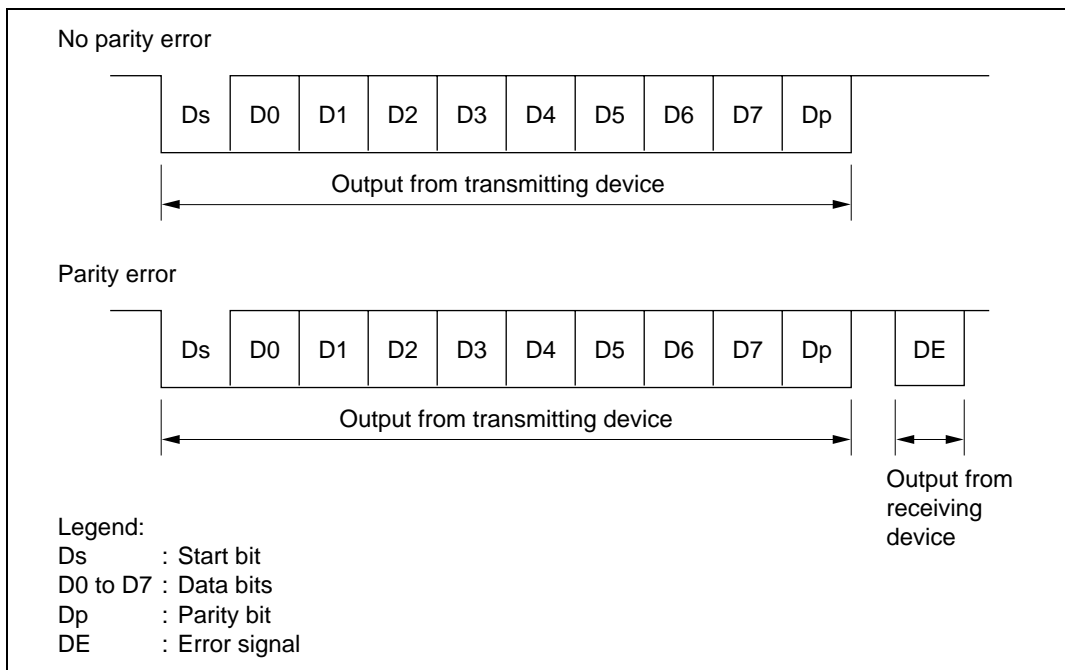 No parity error
Ds D0 D1 D2 D3 D4 D5 D6 D7 Dp
Output from transmitting device
Parity error
Ds D0 D1 D2 D3 D4 D5 D6 D7 Dp DE
Output from transmitting device
Output from
receiving
device
Legend:
Ds : Start bit
D0 to D7 : Data bits
Dp : Parity bit
DE : Error signal